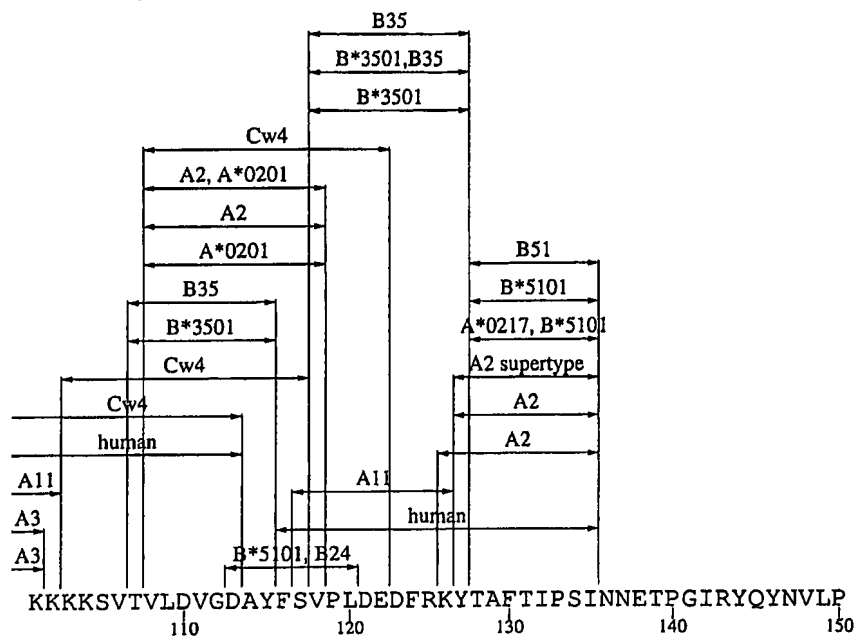 B35
B*3501,B35
B*3501
Cw4
A2, A*0201
A2
A*0201
B51
B35
B*5101
B*3501
A*0217, B*5101
Cw4
A2 supertype
Cw4
A2
human
A2
A11
A11
A3
human
A3
B*5101, B24
KKKKSVTVLDVGDAYFSVPLDEDFRKYTAFTIPSINNETPGIRYQYNVLP
110 120 130 140 150